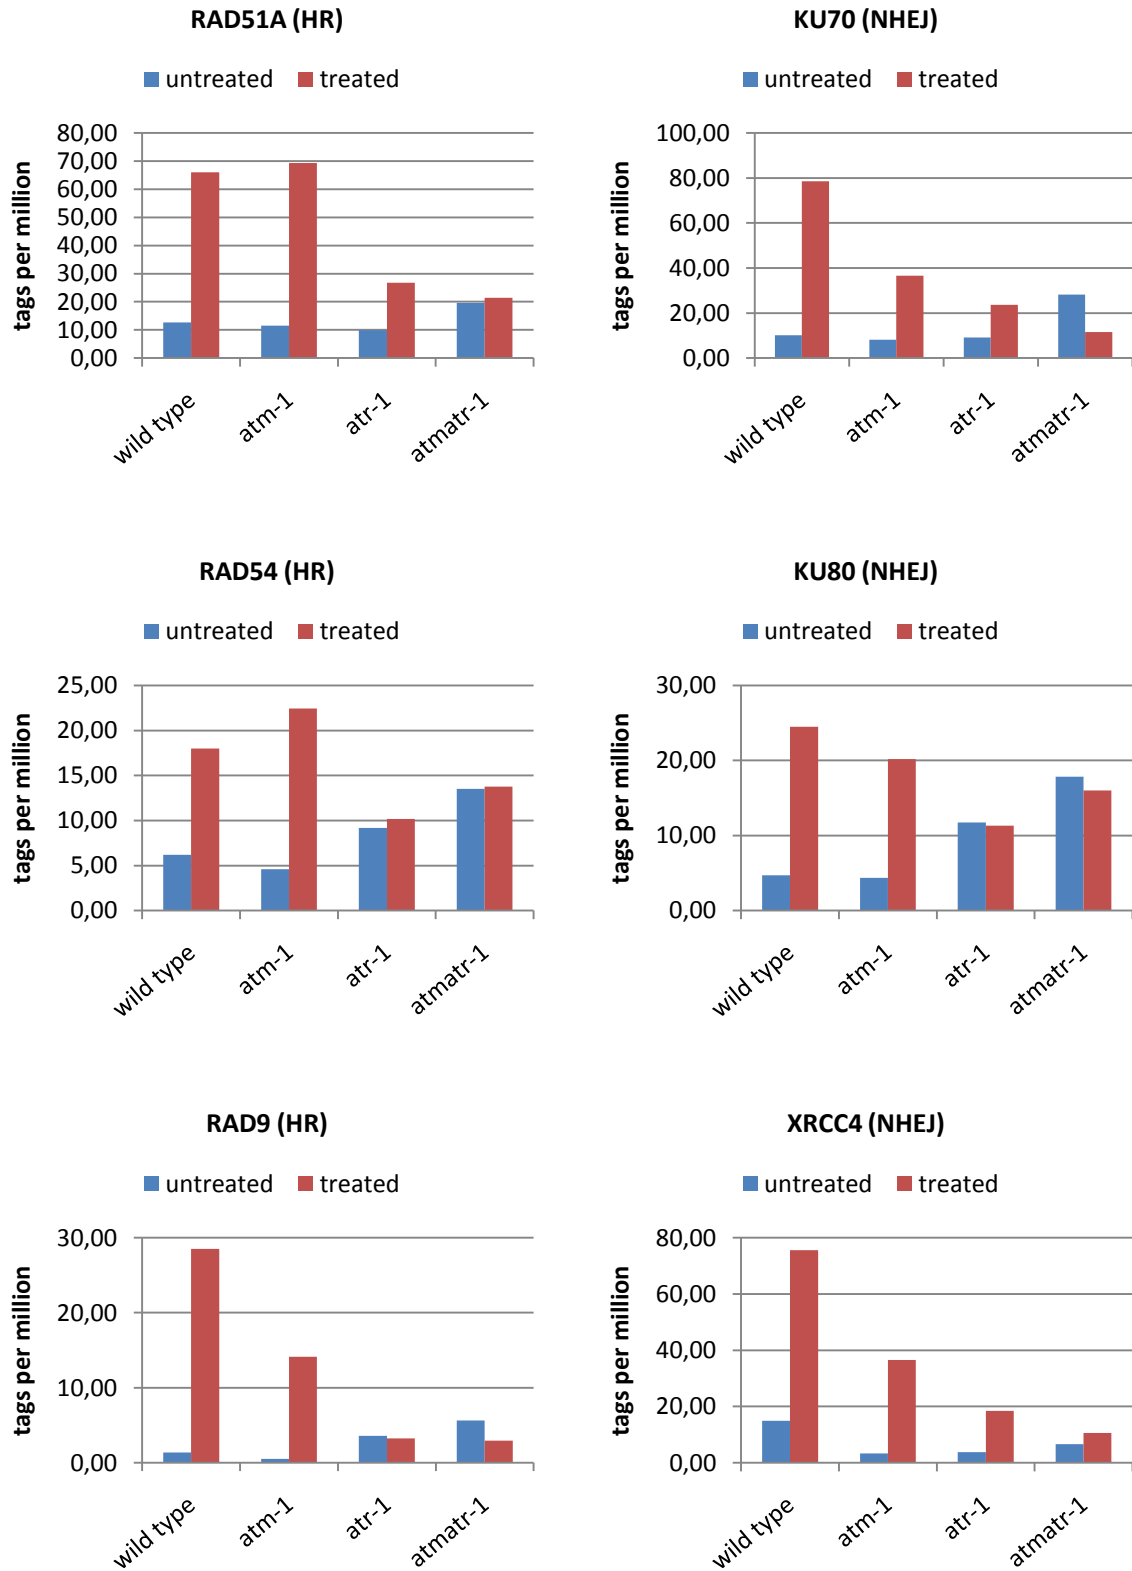 RAD51A (HR)
untreated treated
tags per million
80,00
70,00
60,00
50,00
40,00
30,00
20,00
10,00
0,00
wild type atm-1 atr-1 atmatr-1
KU70 (NHEJ)
untreated treated
tags per million
100,00
80,00
60,00
40,00
20,00
0,00
wild type atm-1 atr-1 atmatr-1
RAD54 (HR)
untreated treated
tags per million
25,00
20,00
15,00
10,00
5,00
0,00
wild type atm-1 atr-1 atmatr-1
KU80 (NHEJ)
untreated treated
tags per million
30,00
20,00
10,00
0,00
wild type atm-1 atr-1 atmatr-1
RAD9 (HR)
untreated treated
tags per million
30,00
20,00
10,00
0,00
wild type atm-1 atr-1 atmatr-1
XRCC4 (NHEJ)
untreated treated
tags per million
80,00
60,00
40,00
20,00
0,00
wild type atm-1 atr-1 atmatr-1